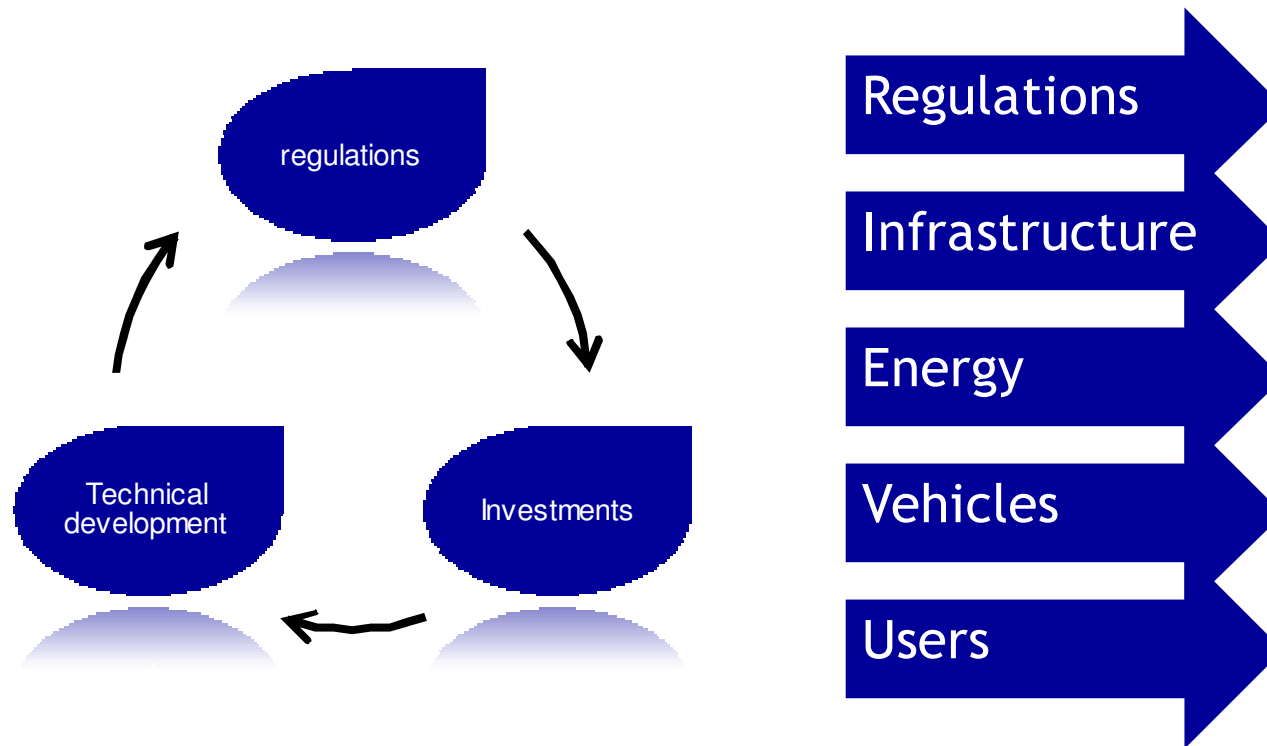 regulations
Technical
development
Investments
Regulations
Infrastructure
Energy
Vehicles
Users